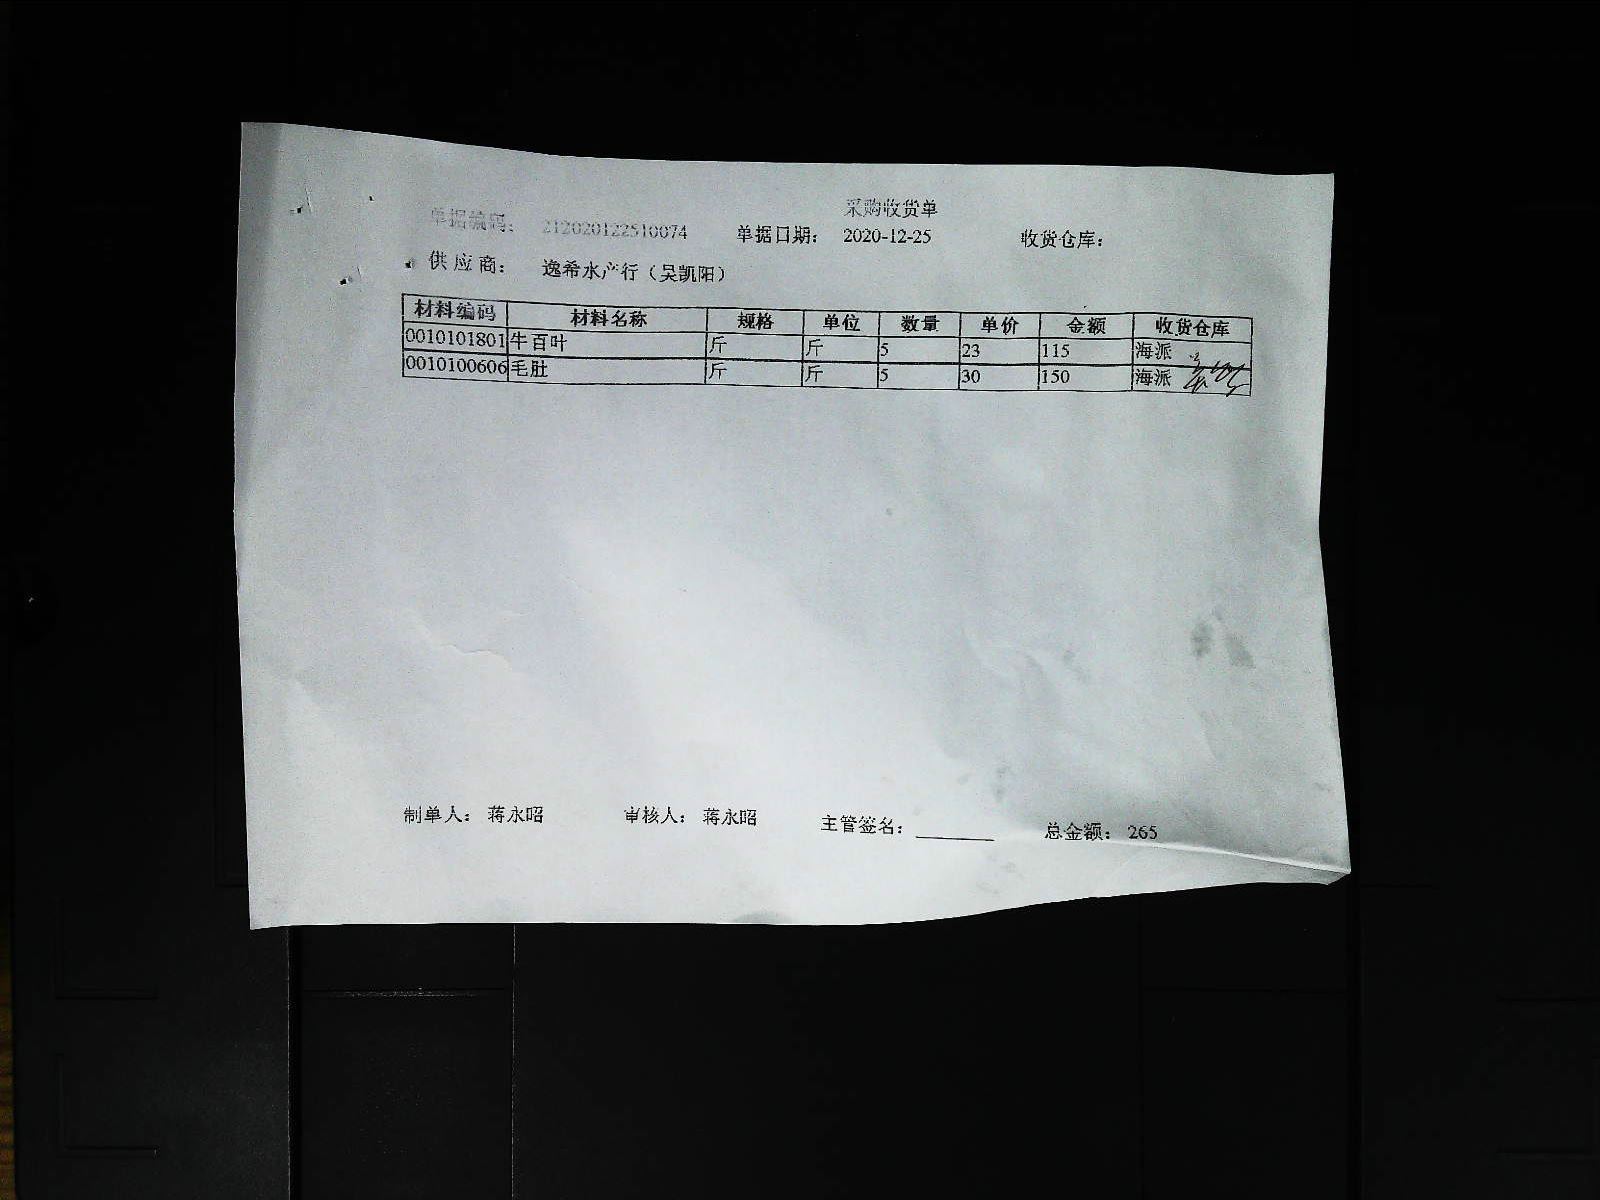 采购收货单
单据编码： 212020122510074 单据日期： 2020-12-25 收货仓库：
供应商： 逸希水产行（吴凯阳）
材料编码 材料名称 规格 单位 数量 单价 金额 收货仓库
0010101801 牛百叶 斤 斤 5 23 115 海派
0010100606 毛肚 斤 斤 5 30 150 海派
制单人： 蒋永昭 审核人： 蒋永昭 主管签名：________ 总金额： 265